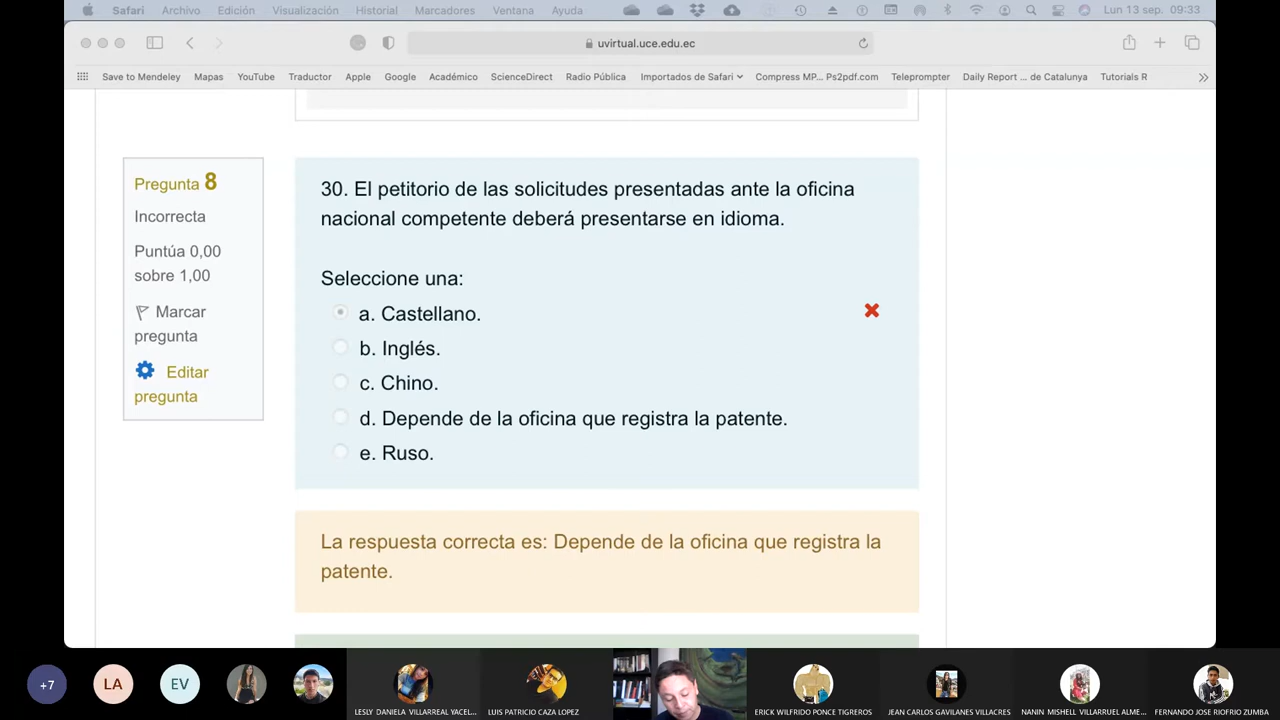 Safari Archivo Edición Visualización Historial Marcadores Ventana Ayuda Lun 13 sep. 09:33
uvirtual.uce.edu.ec
Save to Mendeley Mapas YouTube Traductor Apple Google Académico ScienceDirect Radio Pública Importados de Safari Compress MP... Ps2pdf.com Teleprompter Daily Report ... de Catalunya Tutorials R
Pregunta 8
Incorrecta
Puntúa 0,00
sobre 1,00
Marcar
pregunta
Editar
pregunta
30. El petitorio de las solicitudes presentadas ante la oficina
nacional competente deberá presentarse en idioma.
Seleccione una:
a. Castellano.
b. Inglés.
c. Chino.
d. Depende de la oficina que registra la patente.
e. Ruso.
La respuesta correcta es: Depende de la oficina que registra la
patente.
+7 LA EV
LESLY DANIELA VILLARREAL YACEL... LUIS PATRICIO CAZA LOPEZ ERICK WILFRIDO PONCE TIGREROS JEAN CARLOS GAVILANES VILLACRES NANIN MISHELL VILLARRUEL ALME... FERNANDO JOSE RIOFRIO ZUMBA